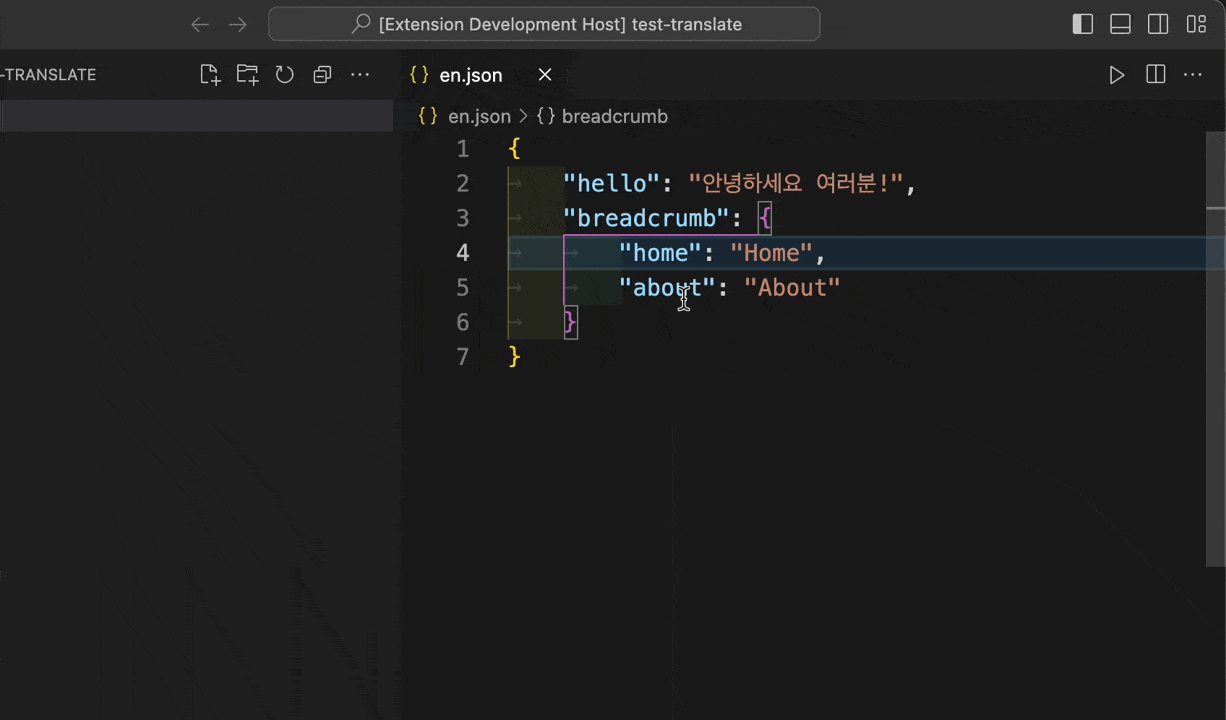 [Extension Development Host] test-translate
-TRANSLATE
{} en.json
{} en.json > {} breadcrumb
1 {
2 "hello": "안녕하세요 여러분!",
3 "breadcrumb": {
4 "home": "Home",
5 "about": "About"
6 }
7 }